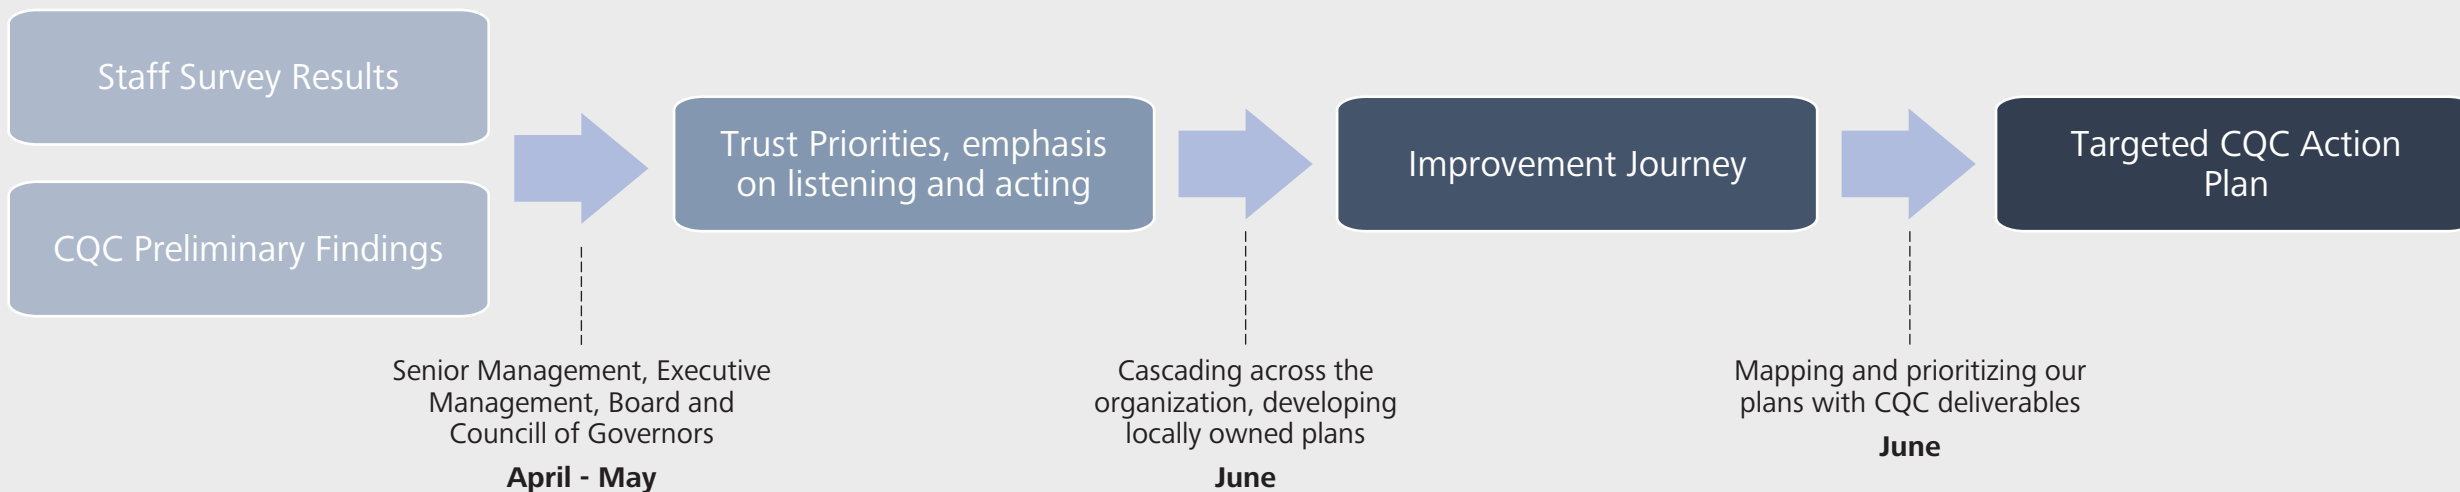 Staff Survey Results
CQC Preliminary Findings
Trust Priorities, emphasis
on listening and acting
Improvement Journey
Targeted CQC Action
Plan
Senior Management, Executive
Management, Board and
Councill of Governors
April - May
Cascading across the
organization, developing
locally owned plans
June
Mapping and prioritizing our
plans with CQC deliverables
June